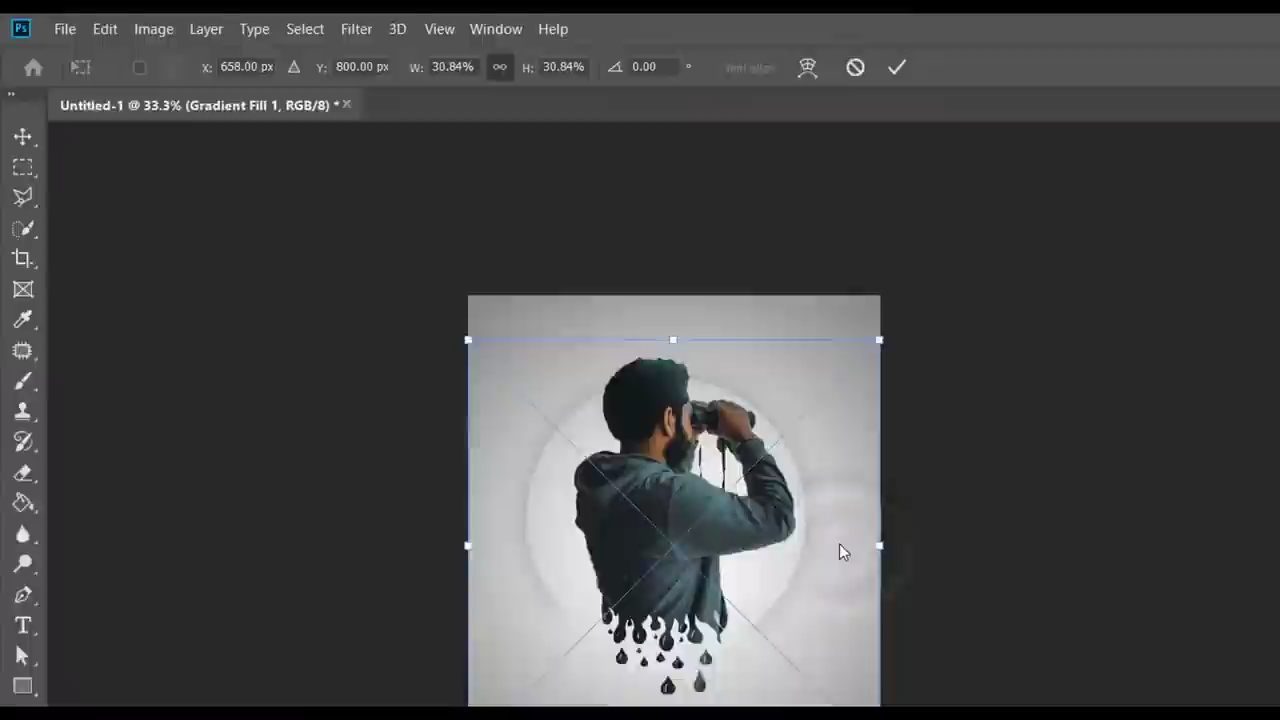 Ps File Edit Image Layer Type Select Filter 3D View Window Help
X: 658.00 px Y: 800.00 px W: 30.84% H: 30.84% 0.00 °
Untitled-1 @ 33.3% (Gradient Fill 1, RGB/8) *